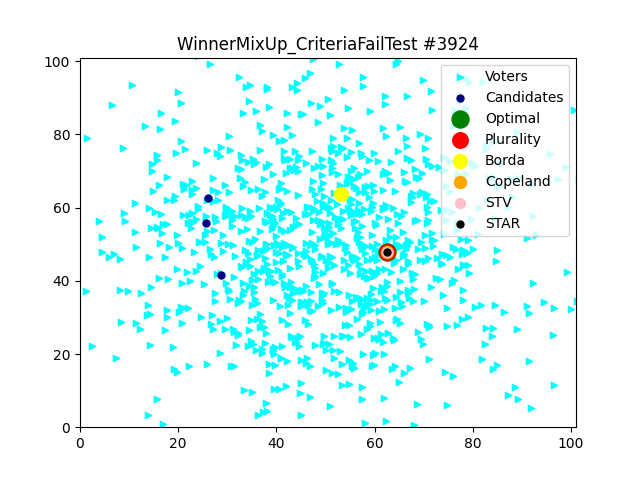 WinnerMixUp_CriteriaFailTest #3924
100
80
60
40
20
0
0 20 40 60 80 100
Voters
Candidates
Optimal
Plurality
Borda
Copeland
STV
STAR